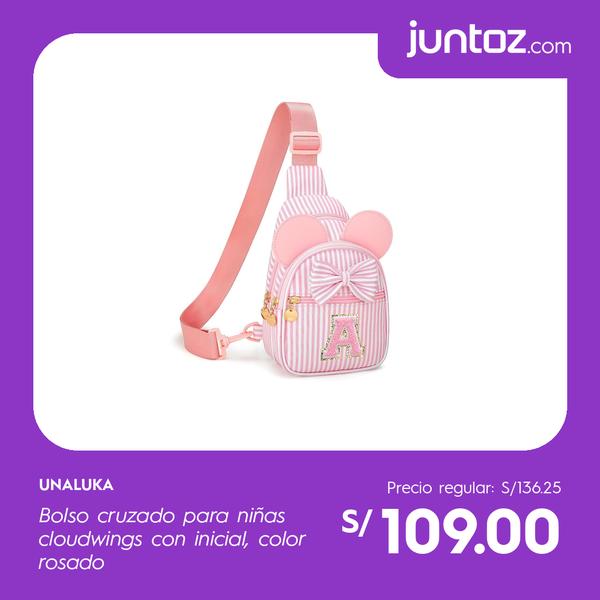 juntoz.com
A
UNALUKA
Bolso cruzado para niñas
cloudwings con inicial, color
rosado
Precio regular: S/136.25
S/109.00